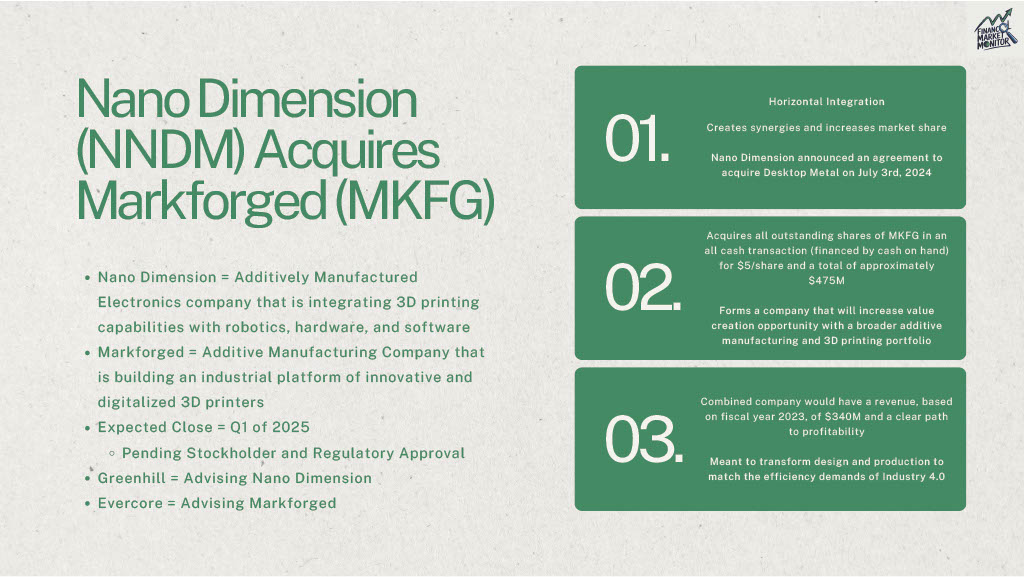 FINANCIAL
MARKET
MONITOR
Nano Dimension
(NNDM) Acquires
Markforged (MKFG)
• Nano Dimension = Additively Manufactured
Electronics company that is integrating 3D printing
capabilities with robotics, hardware, and software
• Markforged = Additive Manufacturing Company that
is building an industrial platform of innovative and
digitalized 3D printers
• Expected Close = Q1 of 2025
◦ Pending Stockholder and Regulatory Approval
• Greenhill = Advising Nano Dimension
• Evercore = Advising Markforged
01.
Horizontal Integration
Creates synergies and increases market share
Nano Dimension announced an agreement to
acquire Desktop Metal on July 3rd, 2024
02.
Acquires all outstanding shares of MKFG in an
all cash transaction (financed by cash on hand)
for $5/share and a total of approximately
$475M
Forms a company that will increase value
creation opportunity with a broader additive
manufacturing and 3D printing portfolio
03.
Combined company would have a revenue, based
on fiscal year 2023, of $340M and a clear path
to profitability
Meant to transform design and production to
match the efficiency demands of Industry 4.0